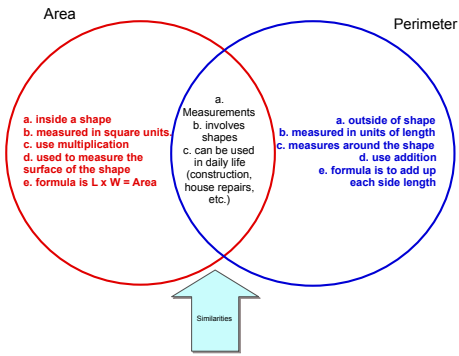 Area
Perimeter
a. inside a shape
b. measured in square units.
c. use multiplication
d. used to measure the
surface of the shape
e. formula is L x W = Area
a.
Measurements
b. involves
shapes
c. can be used
in daily life
(construction,
house repairs,
etc.)
a. outside of shape
b. measured in units of length
c. measures around the shape
d. use addition
e. formula is to add up
each side length
Similarities